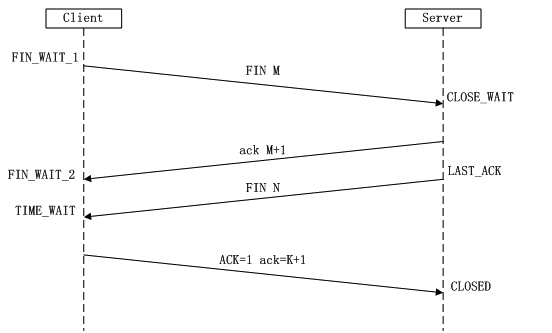 Client
Server
FIN_WAIT_1
FIN M
CLOSE_WAIT
ack M+1
FIN_WAIT_2
LAST_ACK
FIN N
TIME_WAIT
ACK=1 ack=K+1
CLOSED